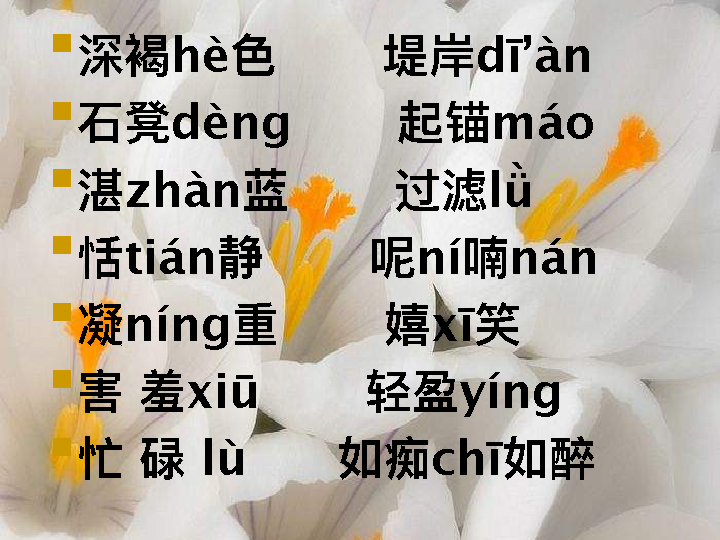 深褐hè色 堤岸dī’àn
石凳dèng 起锚máo
湛zhàn蓝 过滤lǜ
恬tián静 呢ní喃nán
凝níng重 嬉xī笑
害 羞xiū 轻盈yíng
忙 碌 lù 如痴chī如醉